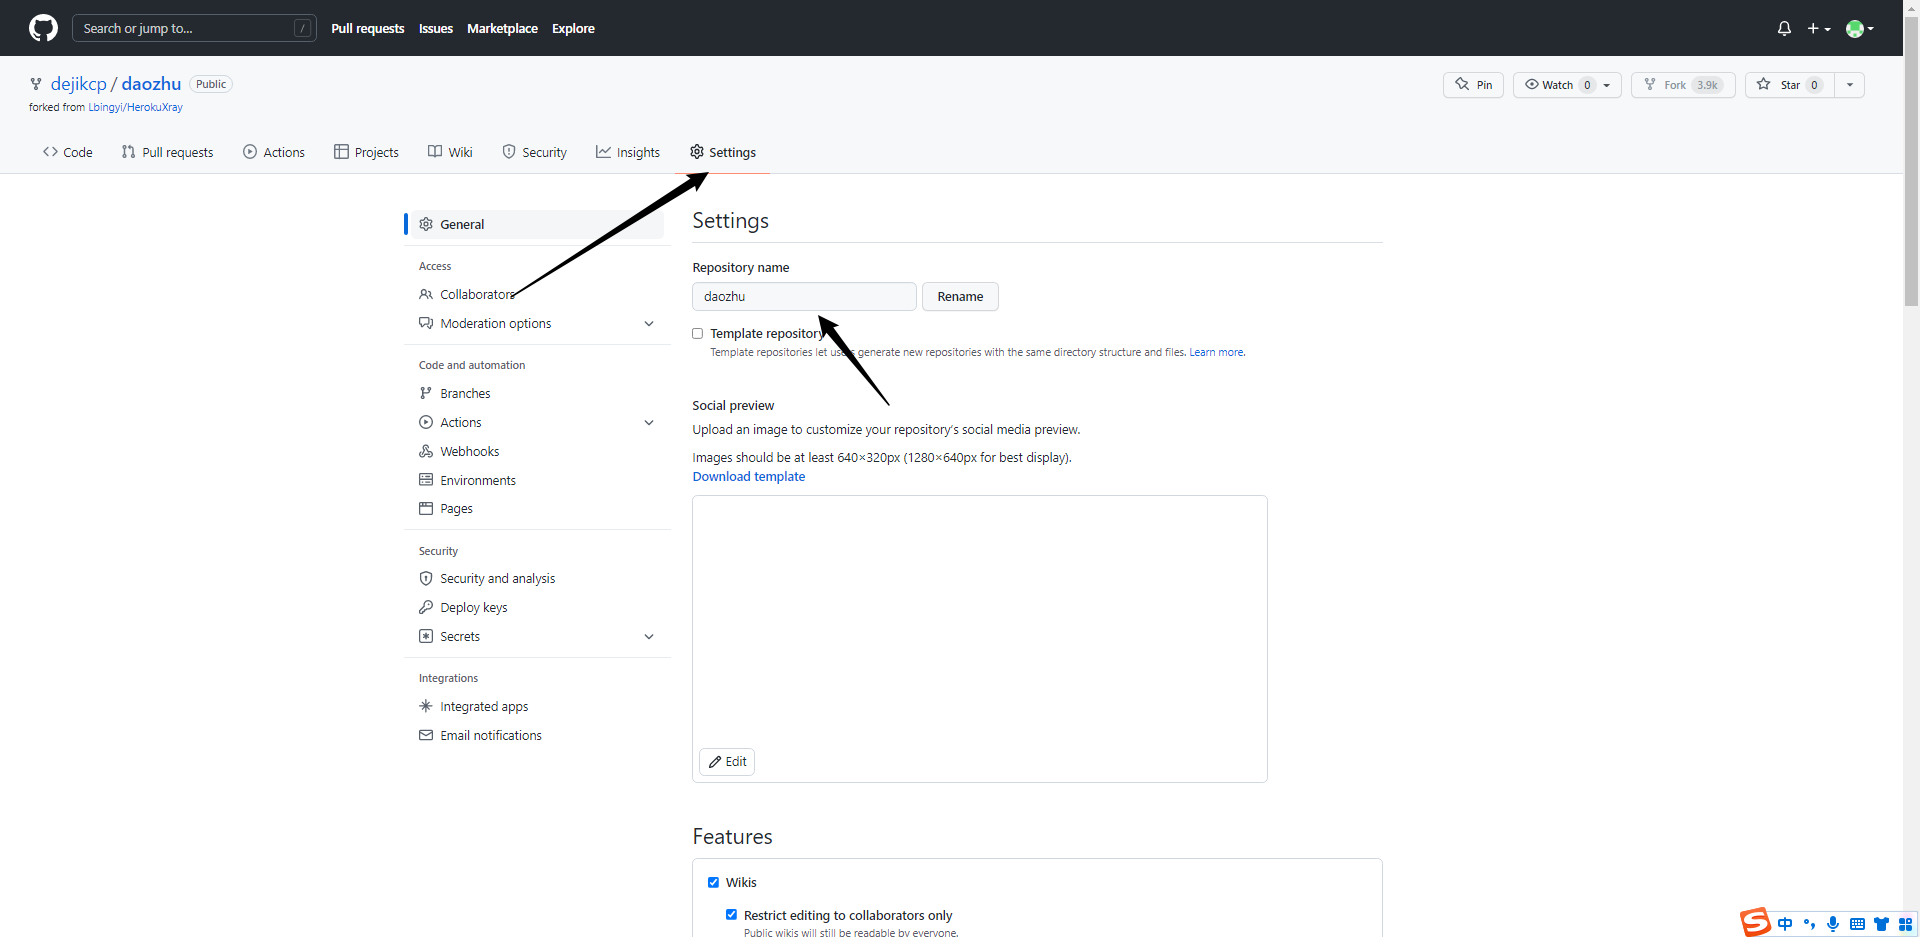 Search or jump to... /
Pull requests Issues Marketplace Explore
dejikcp / daozhu Public
forked from Lbingyi/HerokuXray
Pin Watch 0 Fork 3.9k Star 0
Code Pull requests Actions Projects Wiki Security Insights Settings
General
Access
Collaborators
Moderation options
Code and automation
Branches
Actions
Webhooks
Environments
Pages
Security
Security and analysis
Deploy keys
Secrets
Integrations
Integrated apps
Email notifications
Settings
Repository name
daozhu Rename
Template repository
Template repositories let users generate new repositories with the same directory structure and files. Learn more.
Social preview
Upload an image to customize your repository’s social media preview.
Images should be at least 640×320px (1280×640px for best display).
Download template
Edit
Features
Wikis
Restrict editing to collaborators only
Public wikis will still be readable by everyone.
S 中